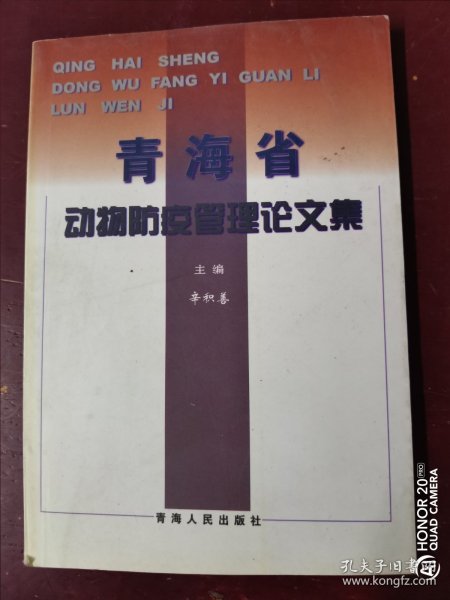 QING HAI SHENG
DONG WU FANG YI GUAN LI
LUN WEN JI
青海省
动物防疫管理论文集
主编
辛积善
青海人民出版社
HONOR 20 PRO
QUAD CAMERA
孔夫子旧书网
www.kongfz.com